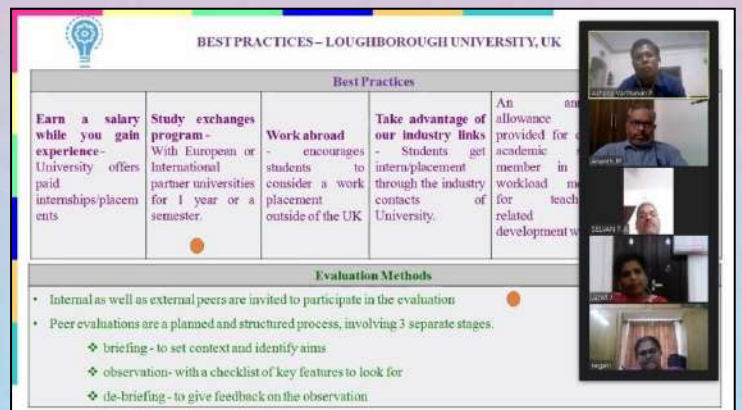 BEST PRACTICES – LOUGHBOROUGH UNIVERSITY, UK
Best Practices
Earn a salary
while you gain
experience–
University offers
paid
internships/placem
ents
Study exchanges
program -
With European or
International
partner universities
for 1 year or a
semester.
Work abroad
- encourages
students to
consider a work
placement
outside of the UK
Take advantage of
our industry links
- Students get
intern/placement
through the industry
contacts of
University.
An an
allowance
provided for
academic
member in
workload
for teach
related
development w
Evaluation Methods
• Internal as well as external peers are invited to participate in the evaluation
• Peer evaluations are a planned and structured process, involving 3 separate stages.
❖ briefing - to set context and identify aims
❖ observation- with a checklist of key features to look for
❖ de-briefing - to give feedback on the observation
Ananth M
SELVAN T A